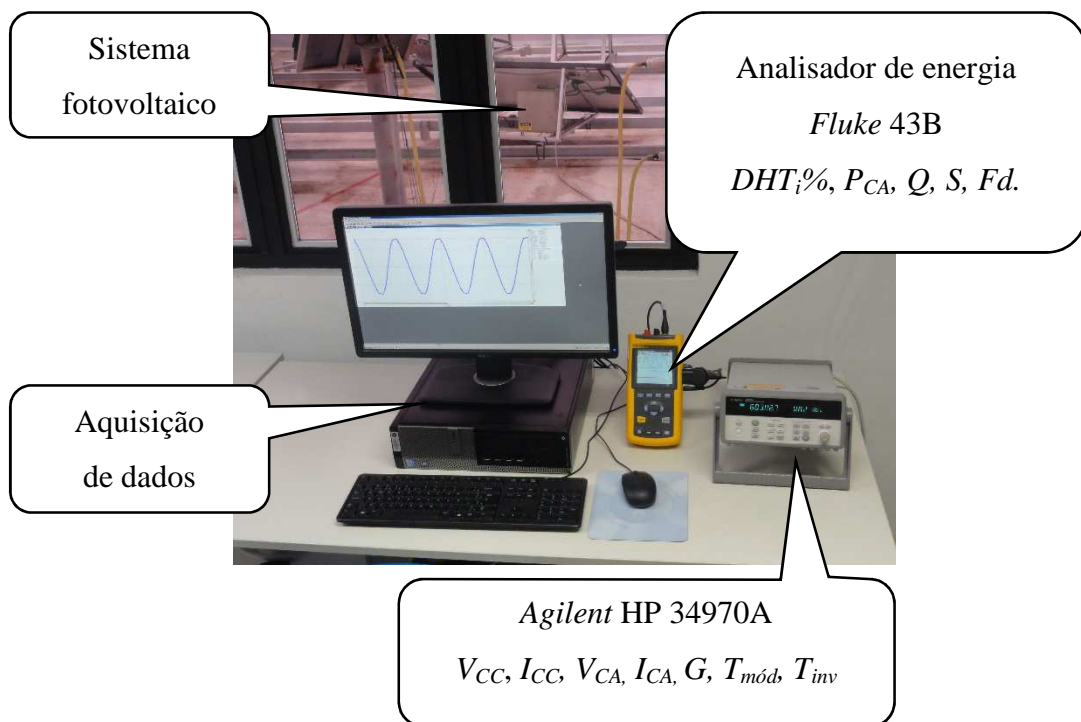 Sistema
fotovoltaico
Analisador de energia
Fluke 43B
DHTi%, PCA, Q, S, Fd.
Aquisição
de dados
Agilent HP 34970A
VCC, ICC, VCA, ICA, G, Tmód, Tinv